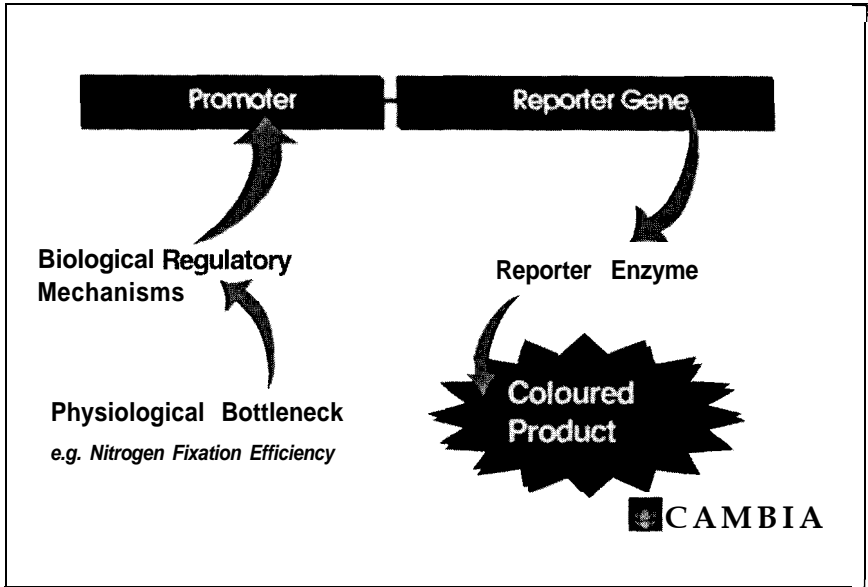 Promoter
Reporter Gene
Biological Regulatory
Mechanisms
Reporter Enzyme
Physiological Bottleneck
e.g. Nitrogen Fixation Efficiency
Coloured
Product
CAMBIA